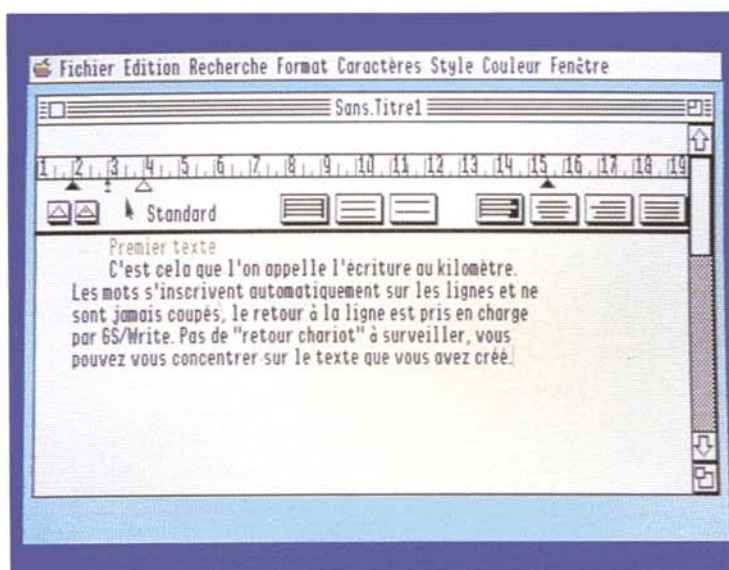 Fichier Edition Recherche Format Caractères Style Couleur Fenêtre
Sans.Titre1
1 2 3 4 5 6 7 8 9 10 11 12 13 14 15 16 17 18 19
Standard
Premier texte
C'est cela que l'on appelle l'écriture au kilomètre.
Les mots s'inscrivent automatiquement sur les lignes et ne
sont jamais coupés, le retour à la ligne est pris en charge
par GS/Write. Pas de "retour chariot" à surveiller, vous
pouvez vous concentrer sur le texte que vous avez créé.